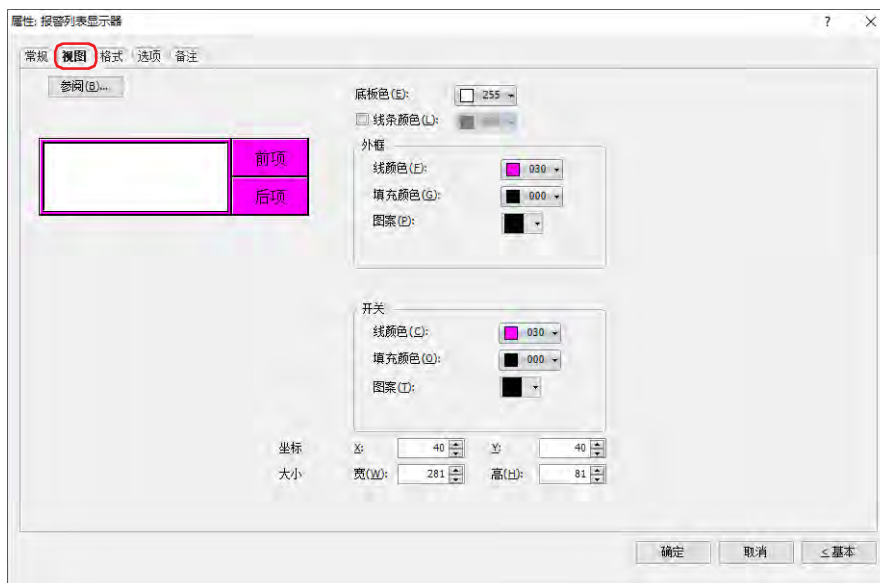 属性: 报警列表显示器 ?
常规 视图 格式 选项 备注
参阅(B)...
底板色(E): 255
线条颜色(L):
外框
前项
线颜色(F): 030
后项
填充颜色(G): 000
图案(P):
开关
线颜色(C): 030
填充颜色(O): 000
图案(T):
坐标 X: 40 Y: 40
大小 宽(W): 281 高(H): 81
确定 取消 ≤基本